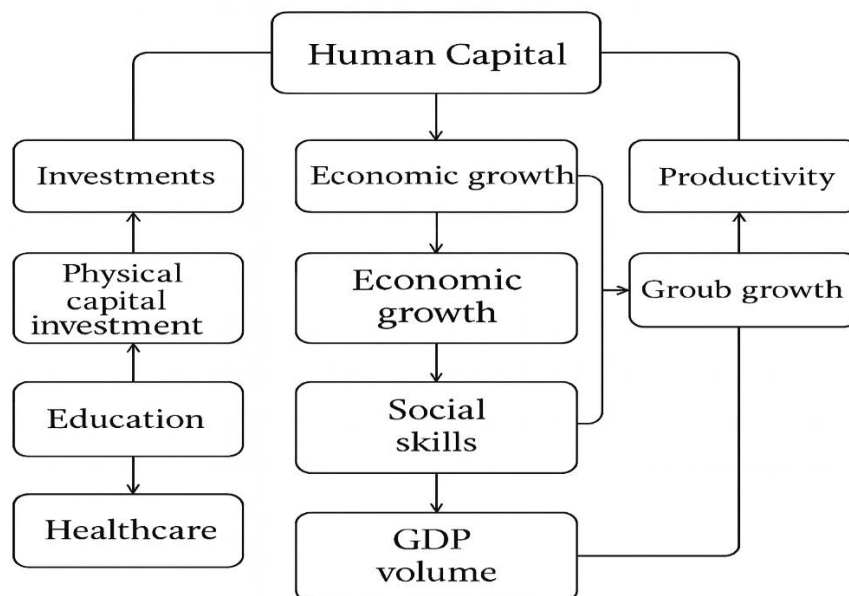 Human Capital
Investments
Physical
capital
investment
Education
Healthcare
Economic growth
Economic
growth
Social
skills
GDP
volume
Productivity
Groub growth